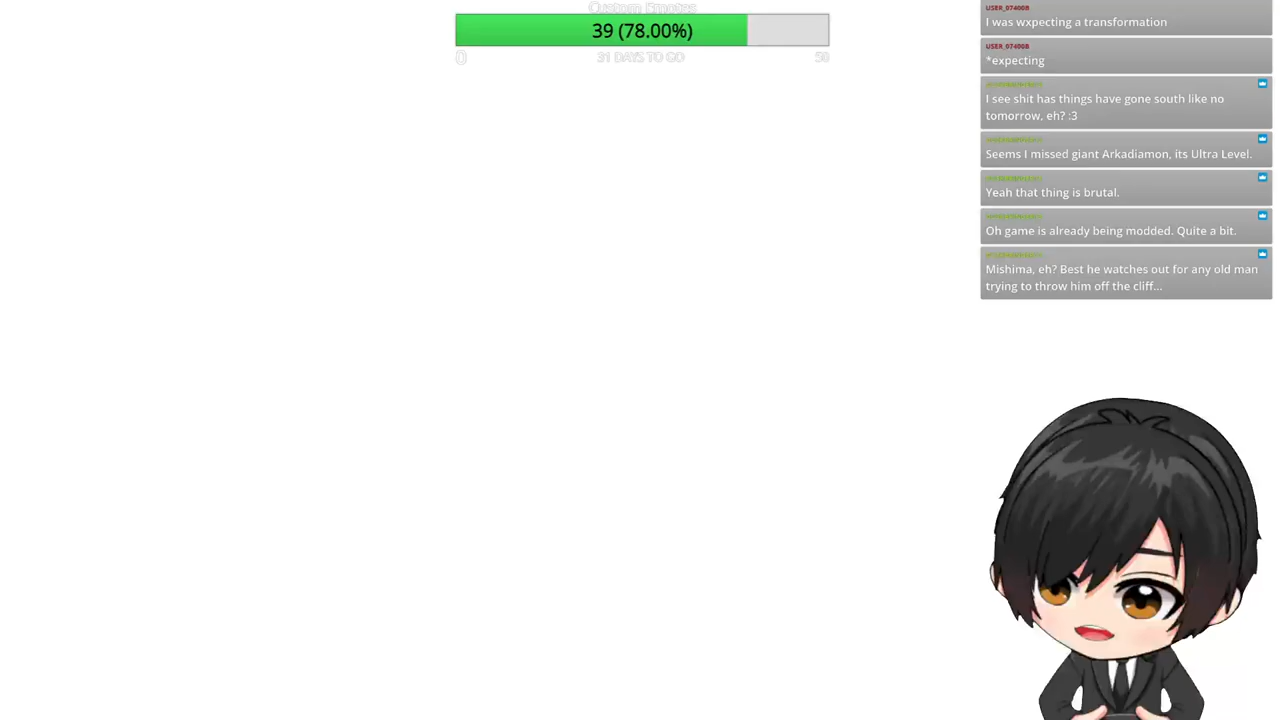 Custom Emotes
39 (78.00%)
0
31 DAYS TO GO
50
USER_07400B
I was wxpecting a transformation
USER_07400B
*expecting
I see shit has things have gone south like no
tomorrow, eh? :3
Seems I missed giant Arkadiamon, its Ultra Level.
Yeah that thing is brutal.
Oh game is already being modded. Quite a bit.
Mishima, eh? Best he watches out for any old man
trying to throw him off the cliff...